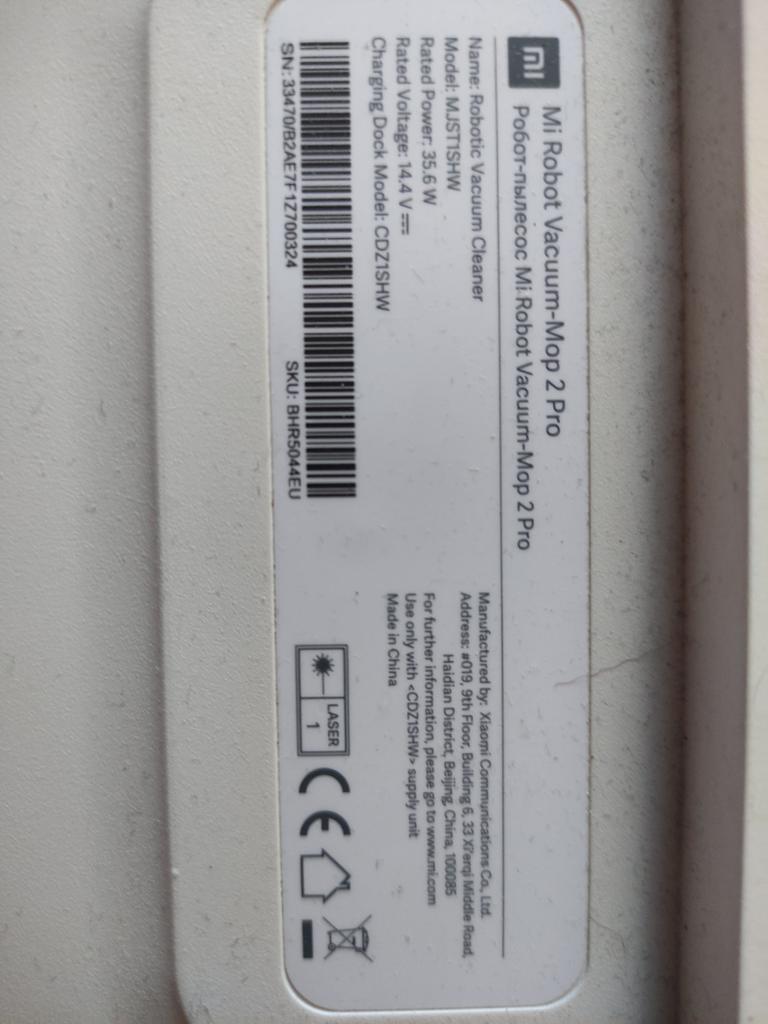 mi
Mi Robot Vacuum-Mop 2 Pro
Робот-пылесос Mi Robot Vacuum-Mop 2 Pro
Name: Robotic Vacuum Cleaner
Model: MJST1SHW
Rated Power: 35.6 W
Rated Voltage: 14.4 V ⎓
Charging Dock Model: CDZ1SHW
SN: 33470/B2AE7F1Z700324
SKU: BHR5044EU
Manufactured by: Xiaomi Communications Co., Ltd.
Address: #019, 9th Floor, Building 6, 33 Xi'erqi Middle Road,
Haidian District, Beijing, China, 100085
For further information, please go to www.mi.com
Use only with <CDZ1SHW> supply unit
Made in China
LASER
1
CE